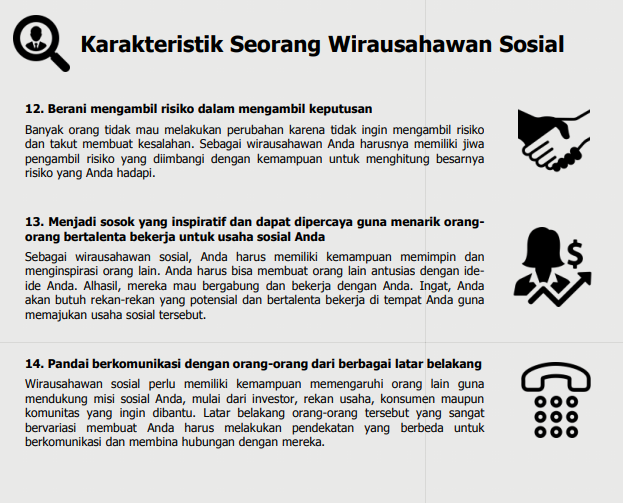 Karakteristik Seorang Wirausahawan Sosial
12. Berani mengambil risiko dalam mengambil keputusan
Banyak orang tidak mau melakukan perubahan karena tidak ingin mengambil risiko
dan takut membuat kesalahan. Sebagai wirausahawan Anda harusnya memiliki jiwa
pengambil risiko yang diimbangi dengan kemampuan untuk menghitung besarnya
risiko yang Anda hadapi.
13. Menjadi sosok yang inspiratif dan dapat dipercaya guna menarik orang-
orang bertalenta bekerja untuk usaha sosial Anda
Sebagai wirausahawan sosial, Anda harus memiliki kemampuan memimpin dan
menginspirasi orang lain. Anda harus bisa membuat orang lain antusias dengan ide-
ide Anda. Alhasil, mereka mau bergabung dan bekerja dengan Anda. Ingat, Anda
akan butuh rekan-rekan yang potensial dan bertalenta bekerja di tempat Anda guna
memajukan usaha sosial tersebut.
$
14. Pandai berkomunikasi dengan orang-orang dari berbagai latar belakang
Wirausahawan sosial perlu memiliki kemampuan memengaruhi orang lain guna
mendukung misi sosial Anda, mulai dari investor, rekan usaha, konsumen maupun
komunitas yang ingin dibantu. Latar belakang orang-orang tersebut yang sangat
bervariasi membuat Anda harus melakukan pendekatan yang berbeda untuk
berkomunikasi dan membina hubungan dengan mereka.